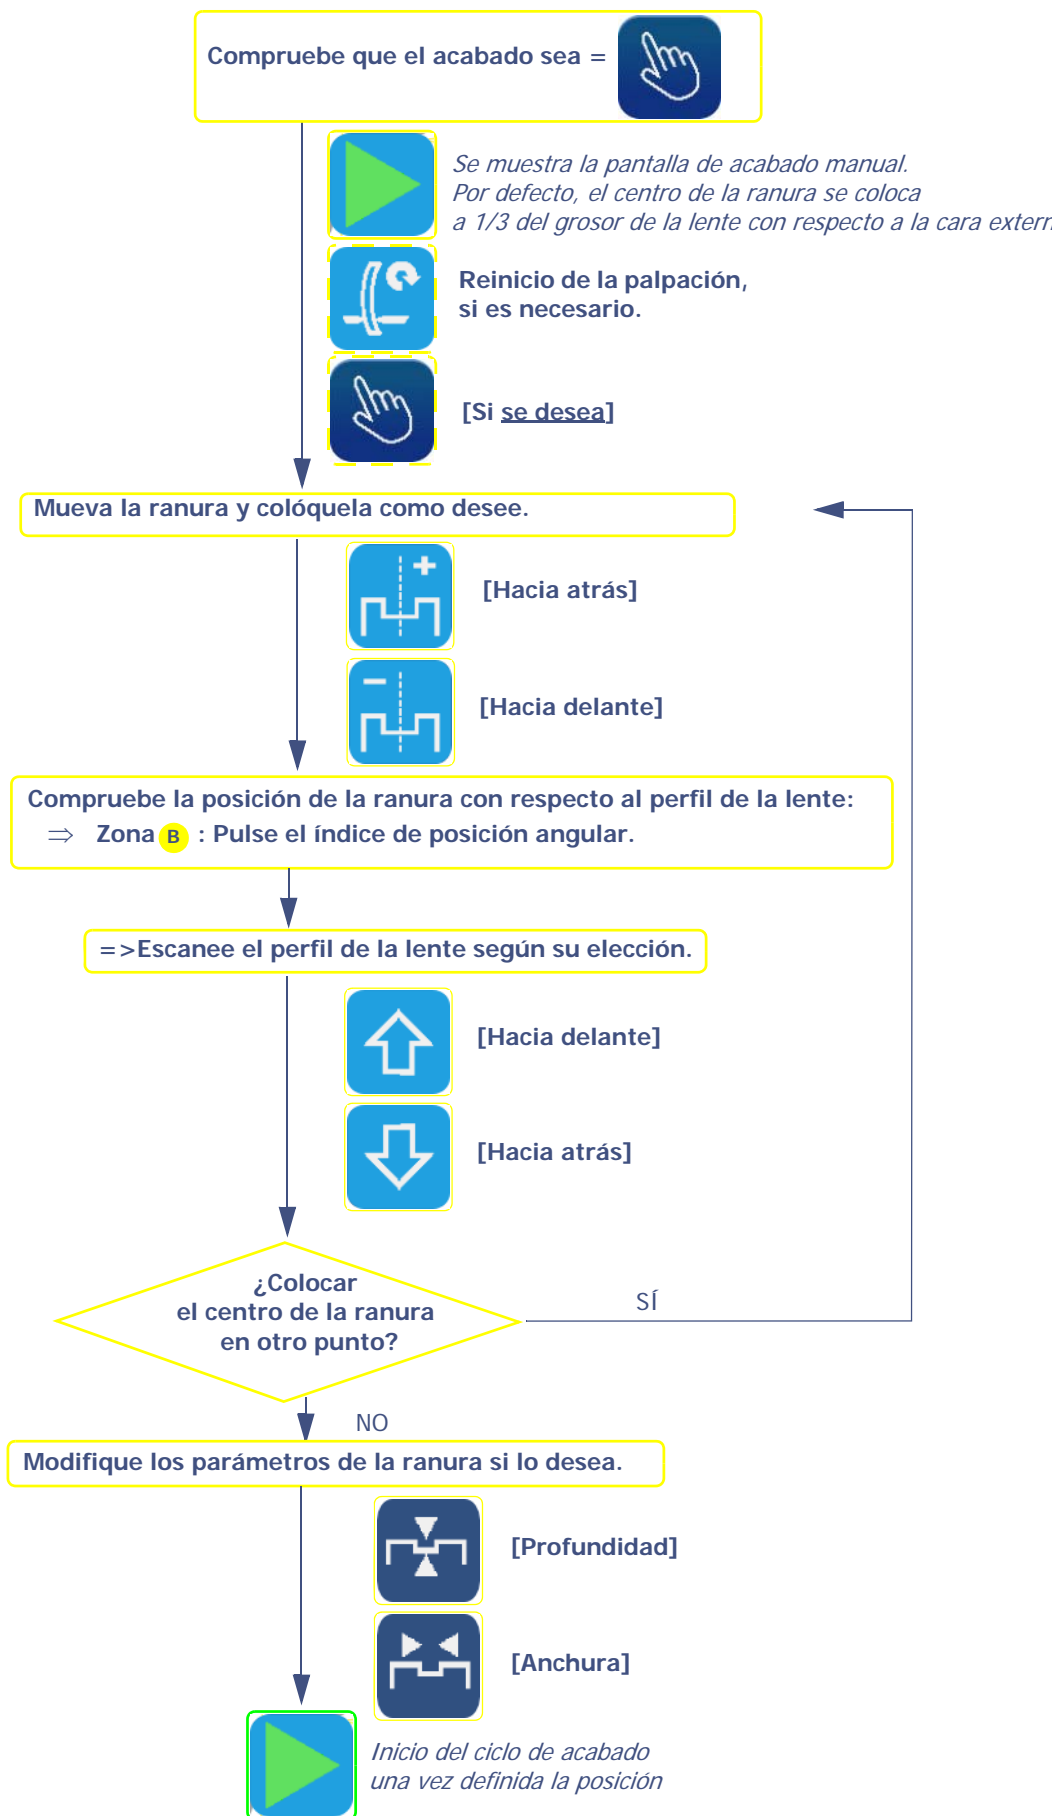 Compruebe que el acabado sea =
Se muestra la pantalla de acabado manual.
Por defecto, el centro de la ranura se coloca
a 1/3 del grosor de la lente con respecto a la cara extern
Reinicio de la palpación,
si es necesario.
[Si se desea]
Mueva la ranura y colóquela como desee.
[Hacia atrás]
[Hacia delante]
Compruebe la posición de la ranura con respecto al perfil de la lente:
⇒ Zona B : Pulse el índice de posición angular.
=>Escanee el perfil de la lente según su elección.
[Hacia delante]
[Hacia atrás]
¿Colocar
el centro de la ranura
en otro punto?
SÍ
NO
Modifique los parámetros de la ranura si lo desea.
[Profundidad]
[Anchura]
Inicio del ciclo de acabado
una vez definida la posición